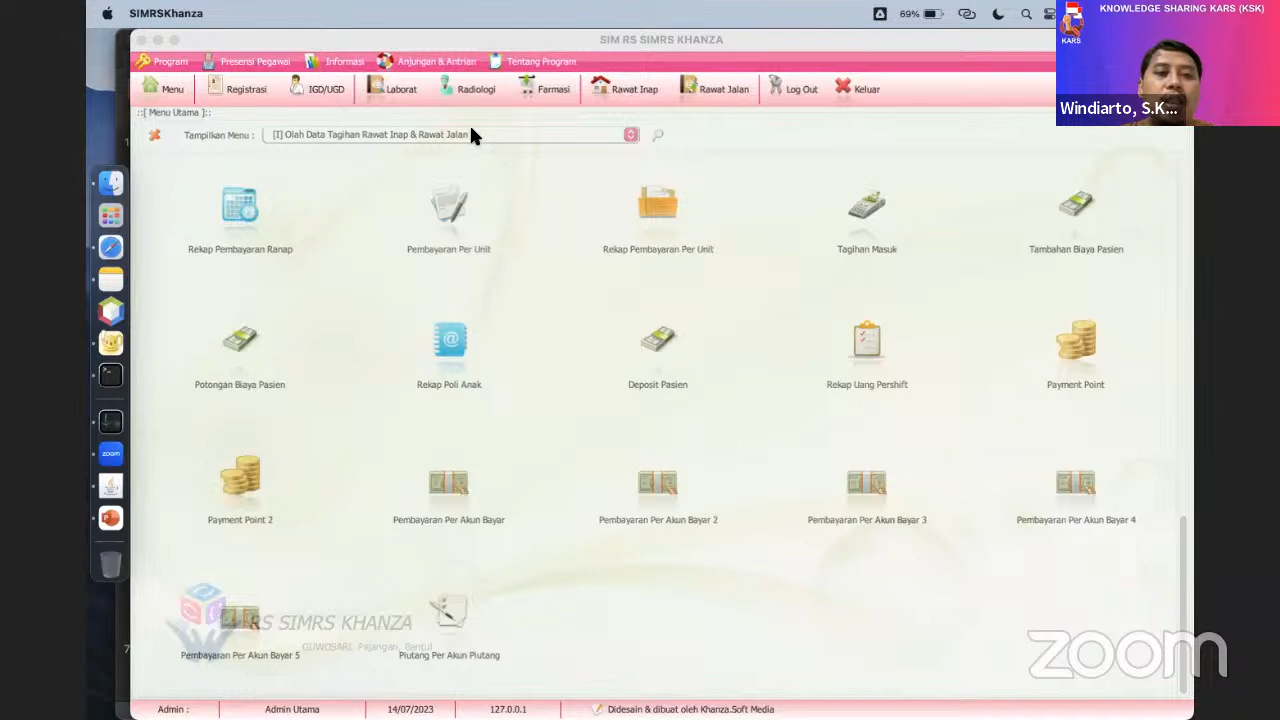 SIMRSKhanza
69%
KNOWLEDGE SHARING KARS (KSK)
KARS
Windiarto, S.K...
SIM RS SIMRS KHANZA
Program Presensi Pegawai Informasi Anjungan & Antrian Tentang Program
Menu Registrasi IGD/UGD Laborat Radiologi Farmasi Rawat Inap Rawat Jalan Log Out Keluar
::[ Menu Utama ]::
Tampilkan Menu : [I] Olah Data Tagihan Rawat Inap & Rawat Jalan
Rekap Pembayaran Ranap Pembayaran Per Unit Rekap Pembayaran Per Unit Tagihan Masuk Tambahan Biaya Pasien
Potongan Biaya Pasien Rekap Poli Anak Deposit Pasien Rekap Uang Pershift Payment Point
zoom
Payment Point 2 Pembayaran Per Akun Bayar Pembayaran Per Akun Bayar 2 Pembayaran Per Akun Bayar 3 Pembayaran Per Akun Bayar 4
RS SIMRS KHANZA
GUWOSARI, Pajangan, Bantul
Pembayaran Per Akun Bayar 5 Piutang Per Akun Piutang
zoom
Admin : Admin Utama 14/07/2023 127.0.0.1 Didesain & dibuat oleh Khanza.Soft Media